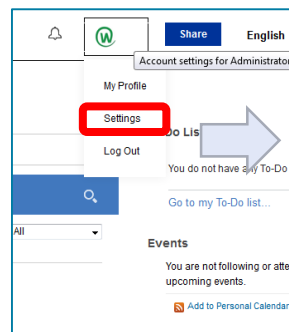 Share English
Account settings for Administrator
My Profile
Settings
Log Out
Do Lis
You do not have any To-Do
Go to my To-Do list...
All
Events
You are not following or atte
upcoming events.
Add to Personal Calendar